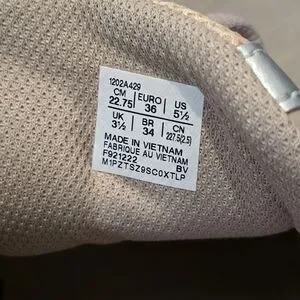 1202A429
CM EURO US
22.75 36 5½
UK BR CN
3½ 34 227.5(2.5)
MADE IN VIETNAM
FABRIQUE AU VIETNAM
F921222 BV
M1PZTSZ9SC0XTLP